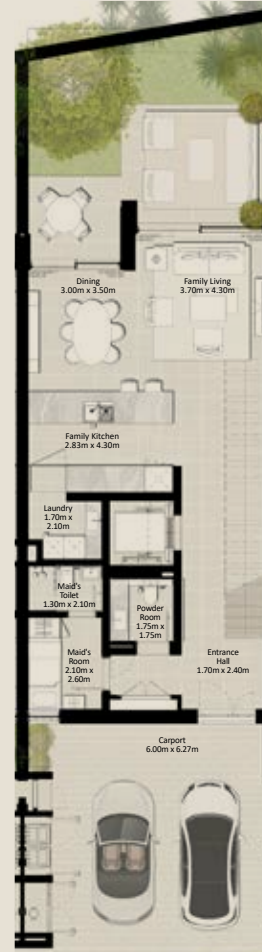 Dining
3.00m x 3.50m
Family Living
3.70m x 4.30m
Family Kitchen
2.83m x 4.30m
Laundry
1.70m x
2.10m
Maid's
Toilet
1.30m x 2.10m
Powder
Room
1.75m x
1.75m
Maid's
Room
2.10m x
2.60m
Entrance
Hall
1.70m x 2.40m
Carport
6.00m x 6.27m